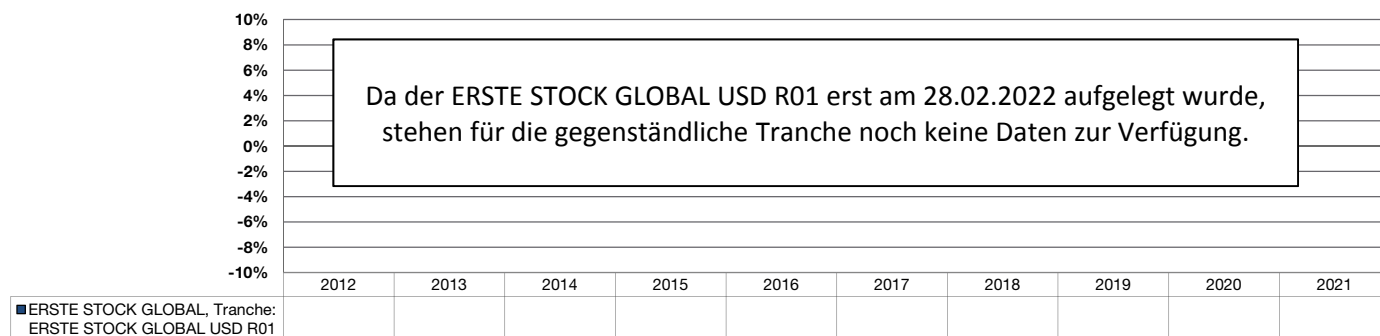 10%
8%
6%
4%
2%
0%
-2%
-4%
-6%
-8%
-10%
Da der ERSTE STOCK GLOBAL USD R01 erst am 28.02.2022 aufgelegt wurde,
stehen für die gegenständliche Tranche noch keine Daten zur Verfügung.
2012 2013 2014 2015 2016 2017 2018 2019 2020 2021
ERSTE STOCK GLOBAL, Tranche:
ERSTE STOCK GLOBAL USD R01